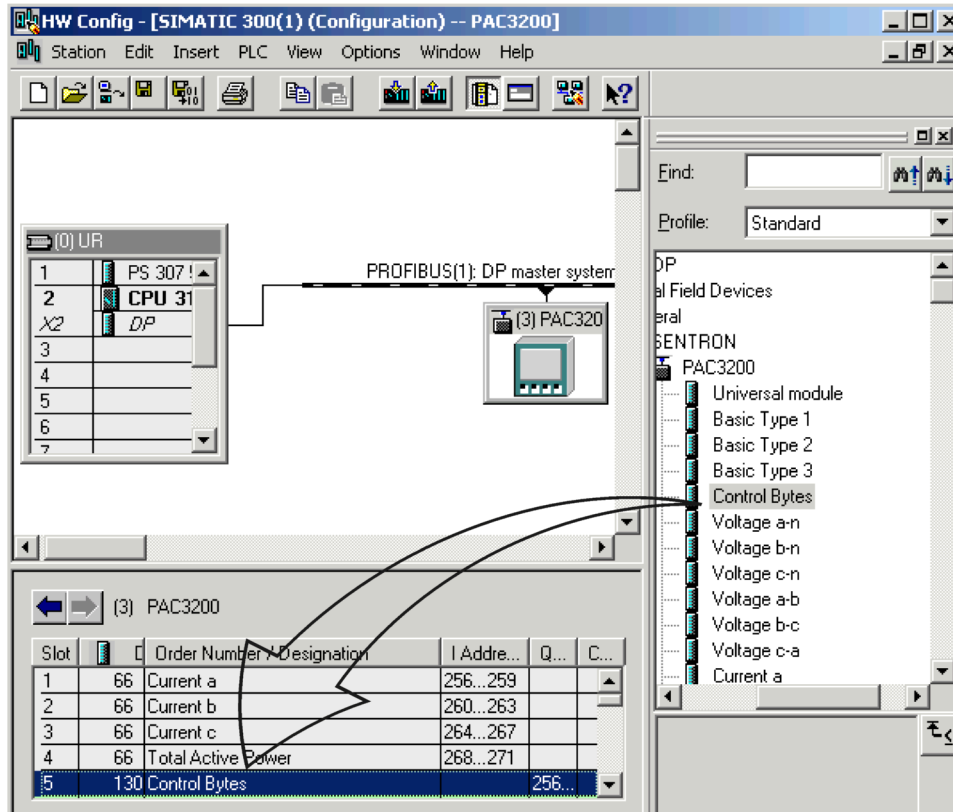 HW Config - [SIMATIC 300(1) (Configuration) -- PAC3200]
Station Edit Insert PLC View Options Window Help
Find:
Profile: Standard
(0) UR
1 PS 307
2 CPU 31
X2 DP
3
4
5
6
7
PROFIBUS(1): DP master system
(3) PAC320
DP
al Field Devices
eral
SENTRON
PAC3200
Universal module
Basic Type 1
Basic Type 2
Basic Type 3
Control Bytes
Voltage a-n
Voltage b-n
Voltage c-n
Voltage a-b
Voltage b-c
Voltage c-a
Current a
(3) PAC3200
Slot D Order Number / Designation I Addre... Q... C...
1 66 Current a 256...259
2 66 Current b 260...263
3 66 Current c 264...267
4 66 Total Active Power 268...271
5 130 Control Bytes 256...